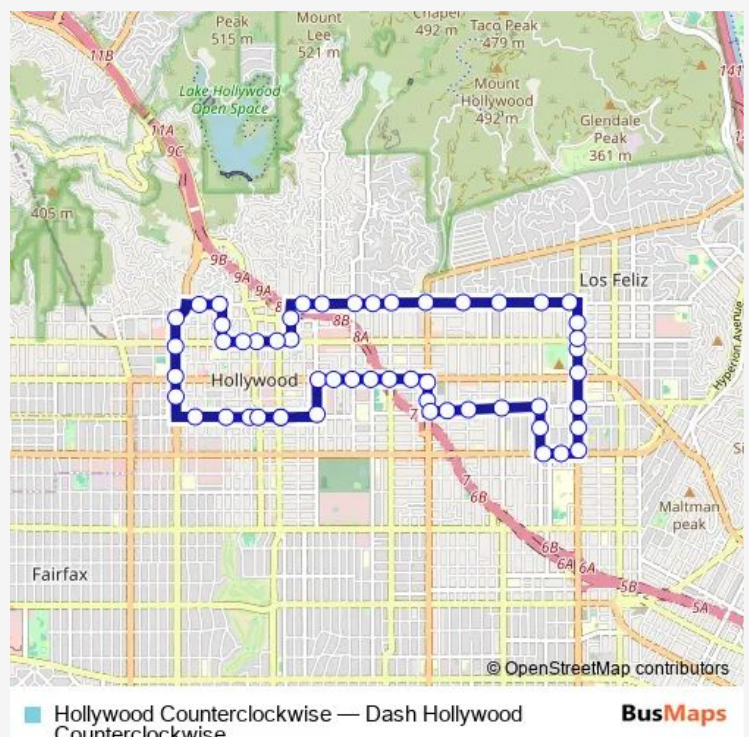 Peak
515 m
Mount
Lee
521 m
Chapel
492 m
Taco Peak
479 m
11B
141
Lake Hollywood
Open Space
Mount
Hollywood
492 m
Glendale
Peak
361 m
11A
9C
405 m
9B
9A
9A
8
8B
8A
Los Feliz
Hyperion Avenue
Hollywood
7
7
6B
Maltman
peak
6B
6A
6A
5B
5A
Fairfax
© OpenStreetMap contributors
Hollywood Counterclockwise — Dash Hollywood
Counterclockwise
BusMaps